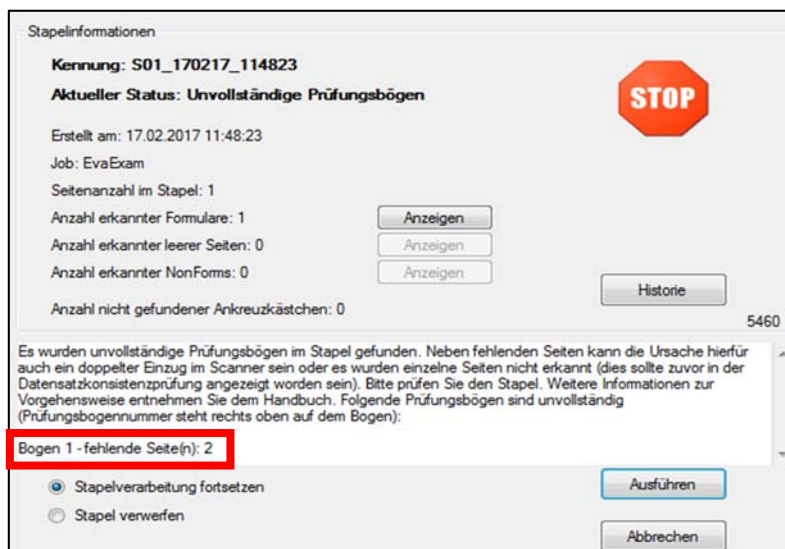 Stapelinformationen
Kennung: S01_170217_114823
Aktueller Status: Unvollständige Prüfungsbögen
STOP
Erstellt am: 17.02.2017 11:48:23
Job: EvaExam
Seitenanzahl im Stapel: 1
Anzahl erkannter Formulare: 1 Anzeigen
Anzahl erkannter leerer Seiten: 0 Anzeigen
Anzahl erkannter NonForms: 0 Anzeigen
Historie
Anzahl nicht gefundener Ankreuzkästchen: 0
5460
Es wurden unvollständige Prüfungsbögen im Stapel gefunden. Neben fehlenden Seiten kann die Ursache hierfür
auch ein doppelter Einzug im Scanner sein oder es wurden einzelne Seiten nicht erkannt (dies sollte zuvor in der
Datensatzkonsistenzprüfung angezeigt worden sein). Bitte prüfen Sie den Stapel. Weitere Informationen zur
Vorgehensweise entnehmen Sie dem Handbuch. Folgende Prüfungsbögen sind unvollständig
(Prüfungsbogennummer steht rechts oben auf dem Bogen):
Bogen 1 - fehlende Seite(n): 2
Stapelverarbeitung fortsetzen Ausführen
Stapel verwerfen
Abbrechen